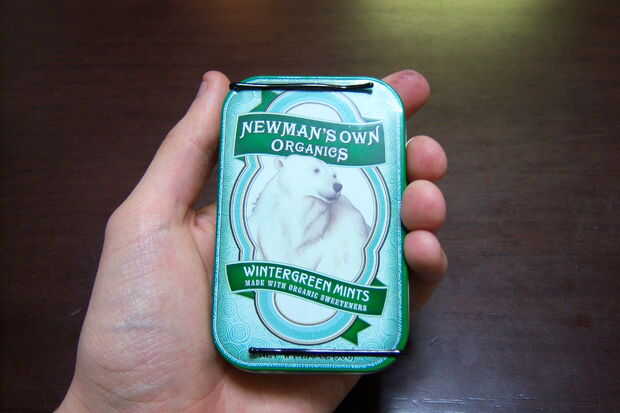 NEWMAN'S OWN
ORGANICS
WINTERGREEN MINTS
MADE WITH ORGANIC SWEETENERS